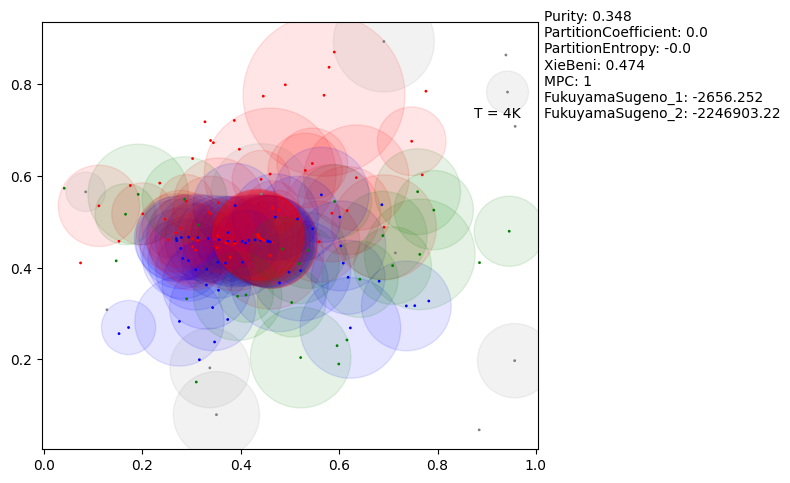 Purity: 0.348
PartitionCoefficient: 0.0
PartitionEntropy: -0.0
XieBeni: 0.474
MPC: 1
FukuyamaSugeno_1: -2656.252
FukuyamaSugeno_2: -2246903.22
T = 4K
0.8
0.6
0.4
0.2
0.0 0.2 0.4 0.6 0.8 1.0